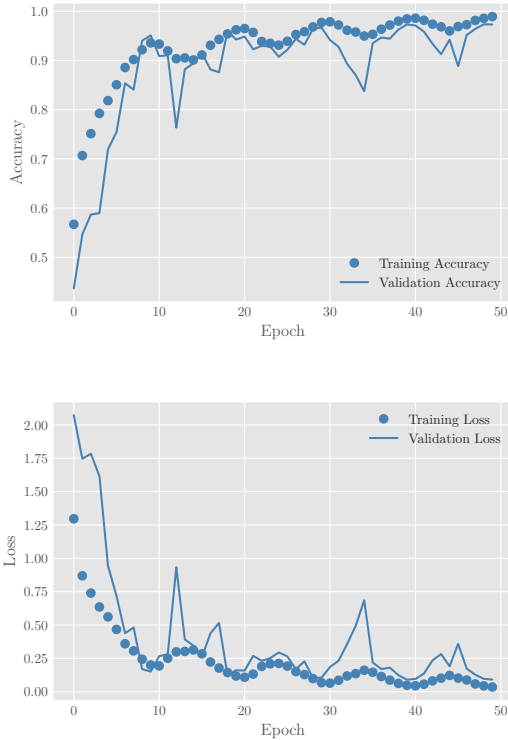 1.0
0.9
0.8
0.7
0.6
0.5
Accuracy
Training Accuracy
Validation Accuracy
0 10 20 30 40 50
Epoch
2.00
1.75
1.50
1.25
1.00
0.75
0.50
0.25
0.00
Loss
Training Loss
Validation Loss
0 10 20 30 40 50
Epoch